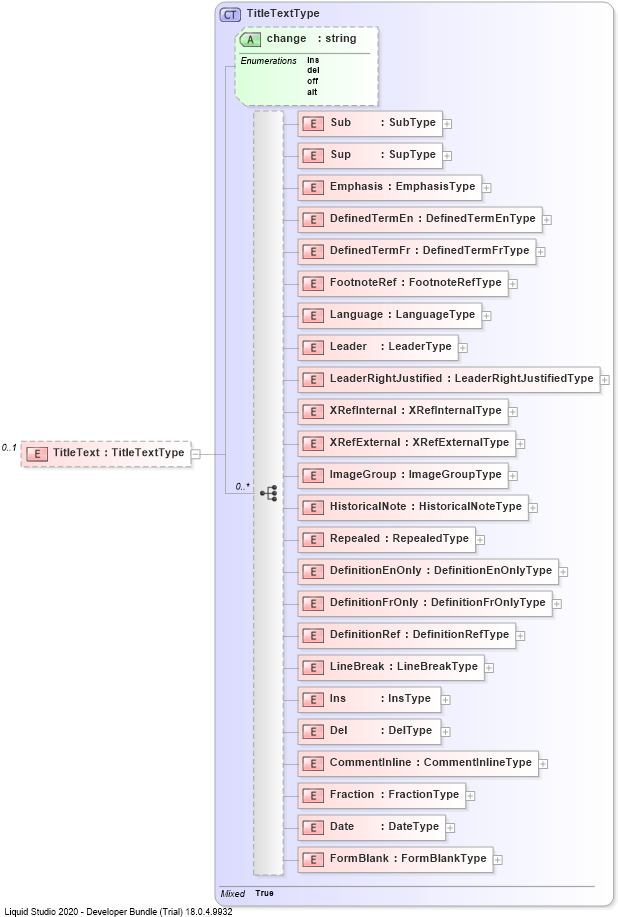 CT TitleTextType
A change : string
Enumerations ins
del
off
alt
E Sub : SubType
E Sup : SupType
E Emphasis : EmphasisType
E DefinedTermEn : DefinedTermEnType
E DefinedTermFr : DefinedTermFrType
E FootnoteRef : FootnoteRefType
E Language : LanguageType
E Leader : LeaderType
E LeaderRightJustified : LeaderRightJustifiedType
E XRefInternal : XRefInternalType
E XRefExternal : XRefExternalType
0..1 E TitleText : TitleTextType
E ImageGroup : ImageGroupType
0..*
E HistoricalNote : HistoricalNoteType
E Repealed : RepealedType
E DefinitionEnOnly : DefinitionEnOnlyType
E DefinitionFrOnly : DefinitionFrOnlyType
E DefinitionRef : DefinitionRefType
E LineBreak : LineBreakType
E Ins : InsType
E Del : DelType
E CommentInline : CommentInlineType
E Fraction : FractionType
E Date : DateType
E FormBlank : FormBlankType
Mixed True
Liquid Studio 2020 - Developer Bundle (Trial) 18.0.4.9932